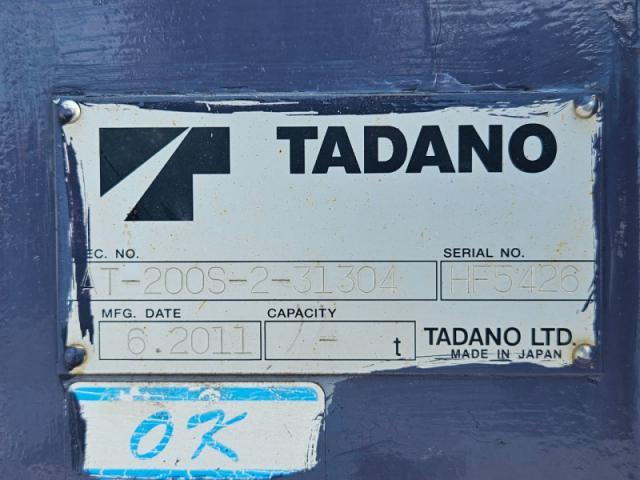 TADANO
EC. NO. SERIAL NO.
AT-200S-2-31304 HF5426
MFG. DATE CAPACITY
6.2011 - t TADANO LTD.
MADE IN JAPAN
OK